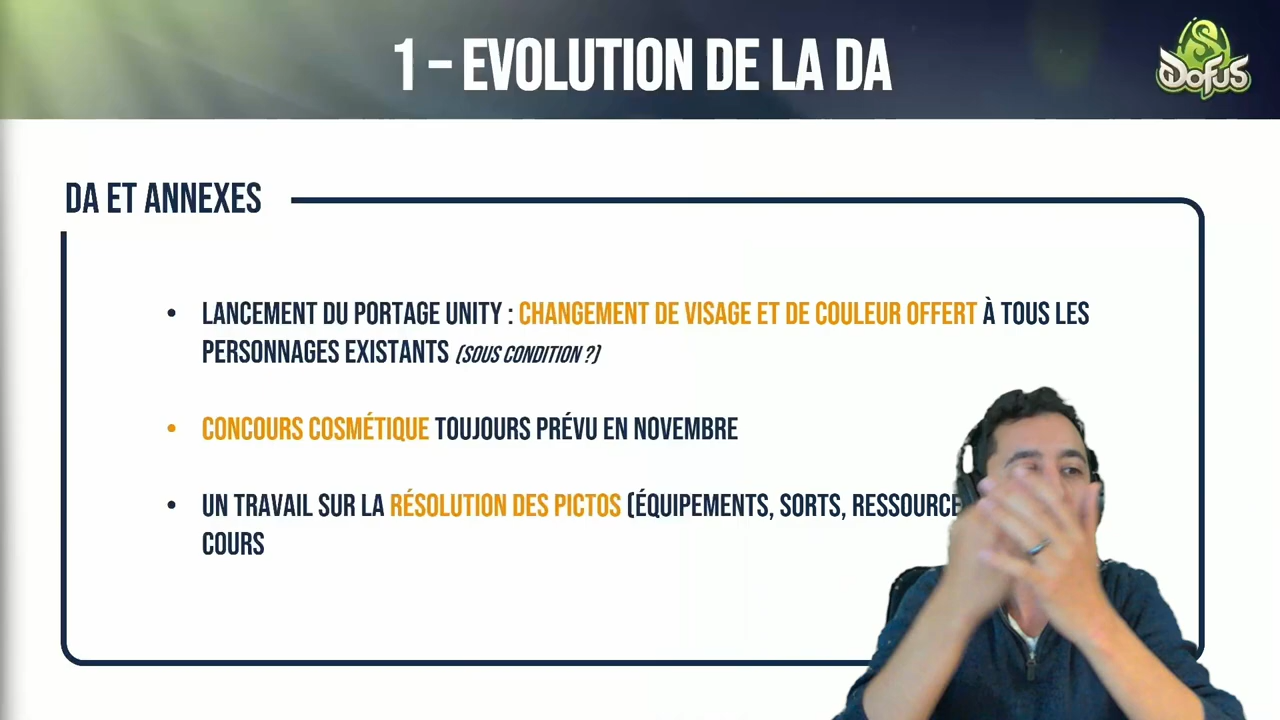 1 – EVOLUTION DE LA DA
DOFUS
DA ET ANNEXES
• LANCEMENT DU PORTAGE UNITY : CHANGEMENT DE VISAGE ET DE COULEUR OFFERT À TOUS LES
PERSONNAGES EXISTANTS (SOUS CONDITION ?)
• CONCOURS COSMÉTIQUE TOUJOURS PRÉVU EN NOVEMBRE
• UN TRAVAIL SUR LA RÉSOLUTION DES PICTOS (ÉQUIPEMENTS, SORTS, RESSOURCE
COURS